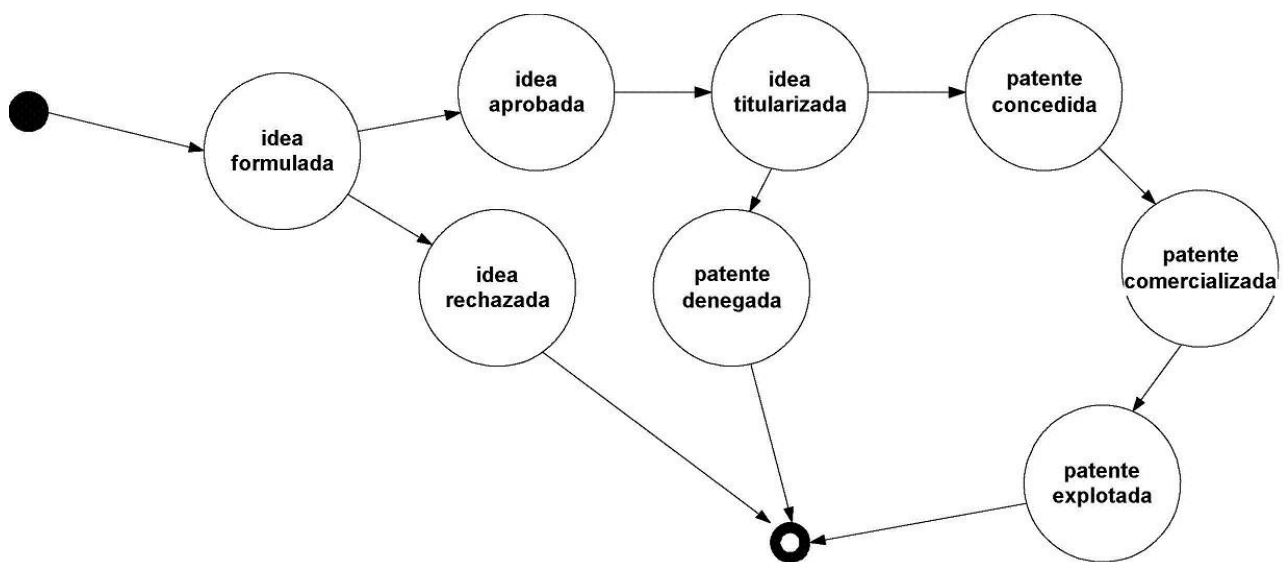 idea
formulada
idea
aprobada
idea
titularizada
patente
concedida
idea
rechazada
patente
denegada
patente
comercializada
patente
explotada